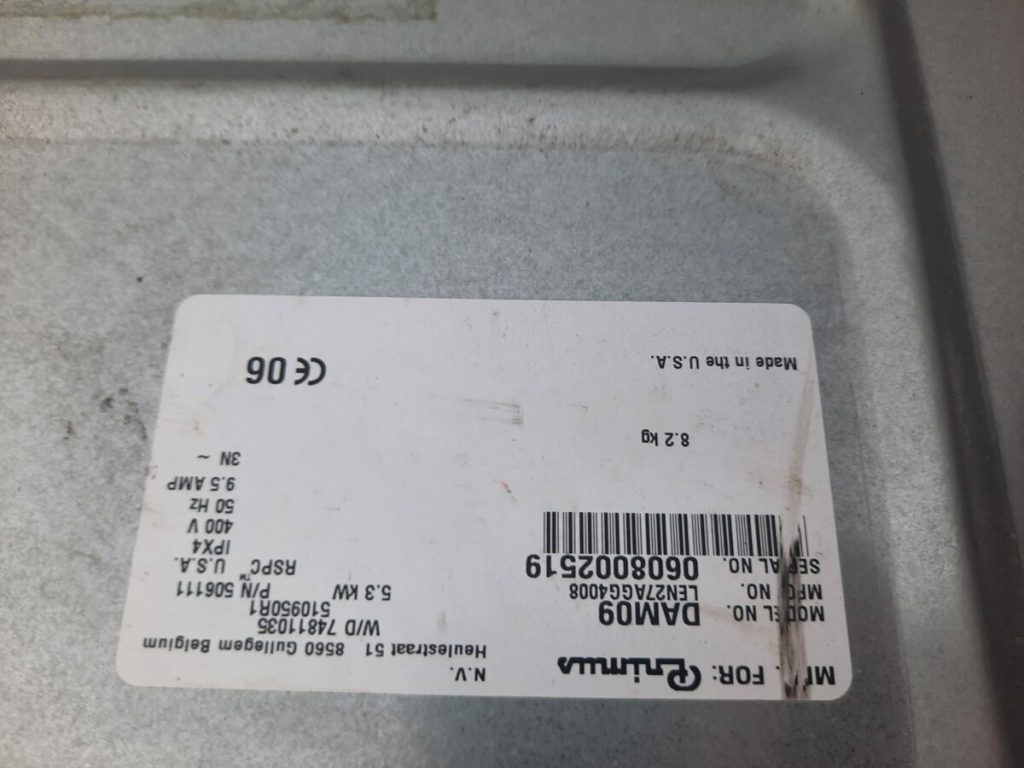 MFG. FOR: Primus N.V.
Heulestraat 51 8560 Gullegem Belgium
MODEL NO. DAM09 W/D 74811035
MFG NO. LEN27AGG4008 510950R1
SERIAL NO. 0608002519 5.3 kW P/N 506111
RSPC™ U.S.A.
IPX4
400 V
50 Hz
9.5 AMP
8.2 kg 3N ~
Made in the U.S.A. CE 06